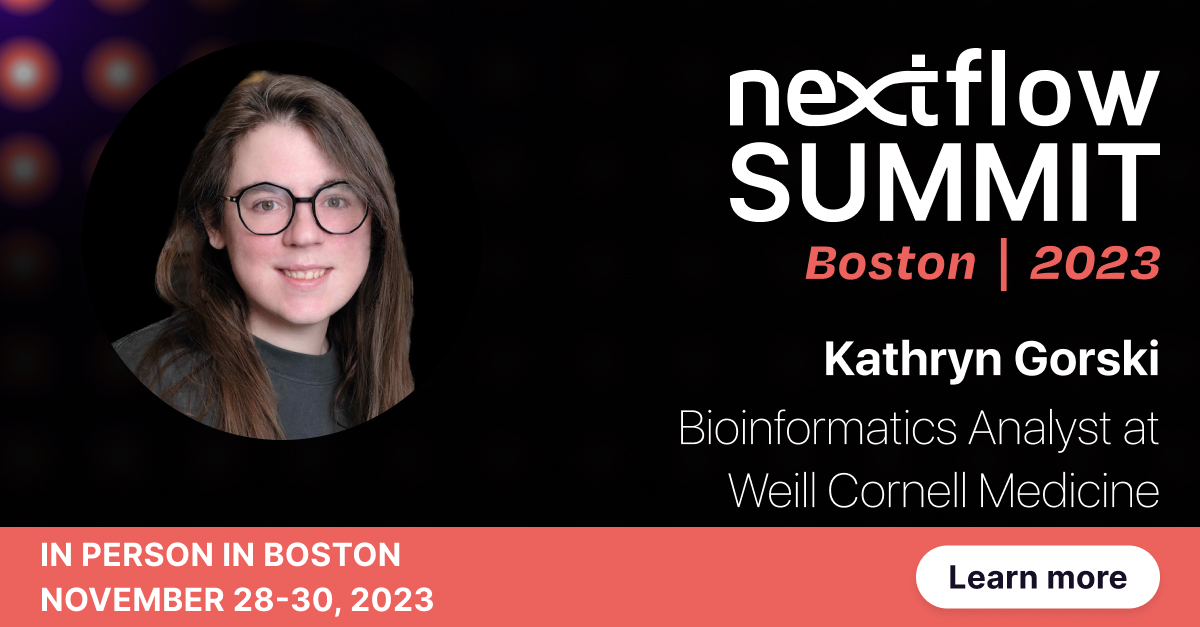 nextflow
SUMMIT
Boston | 2023
Kathryn Gorski
Bioinformatics Analyst at
Weill Cornell Medicine
IN PERSON IN BOSTON
NOVEMBER 28-30, 2023
Learn more